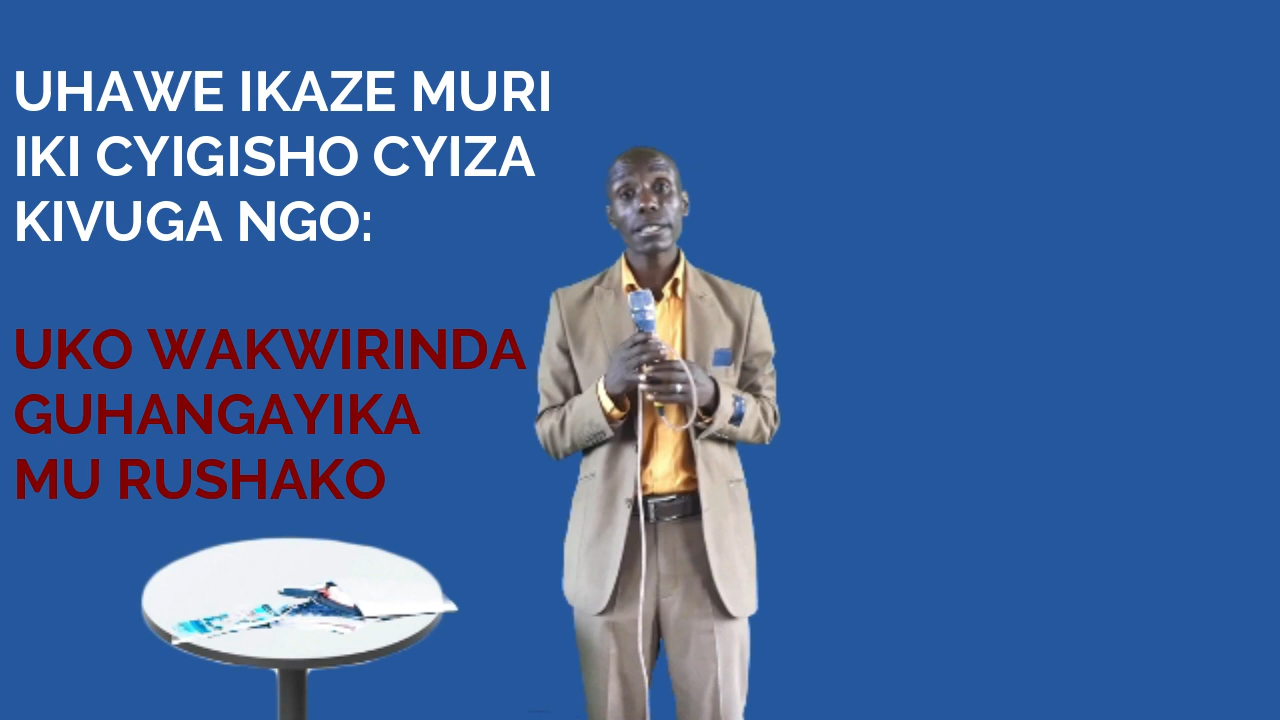 UHAWE IKAZE MURI
IKI CYIGISHO CYIZA
KIVUGA NGO:
UKO WAKWIRINDA
GUHANGAYIKA
MU RUSHAKO